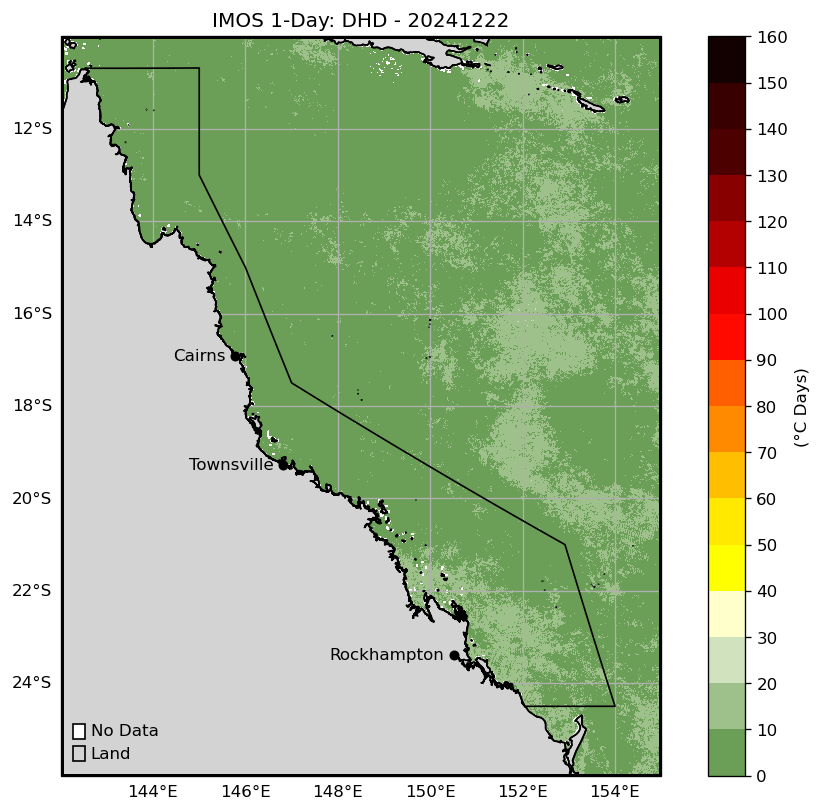 IMOS 1-Day: DHD - 20241222
12°S
14°S
16°S
18°S
20°S
22°S
24°S
Cairns
Townsville
Rockhampton
No Data
Land
144°E 146°E 148°E 150°E 152°E 154°E
160
150
140
130
120
110
100
90
80
70
60
50
40
30
20
10
0
(°C Days)